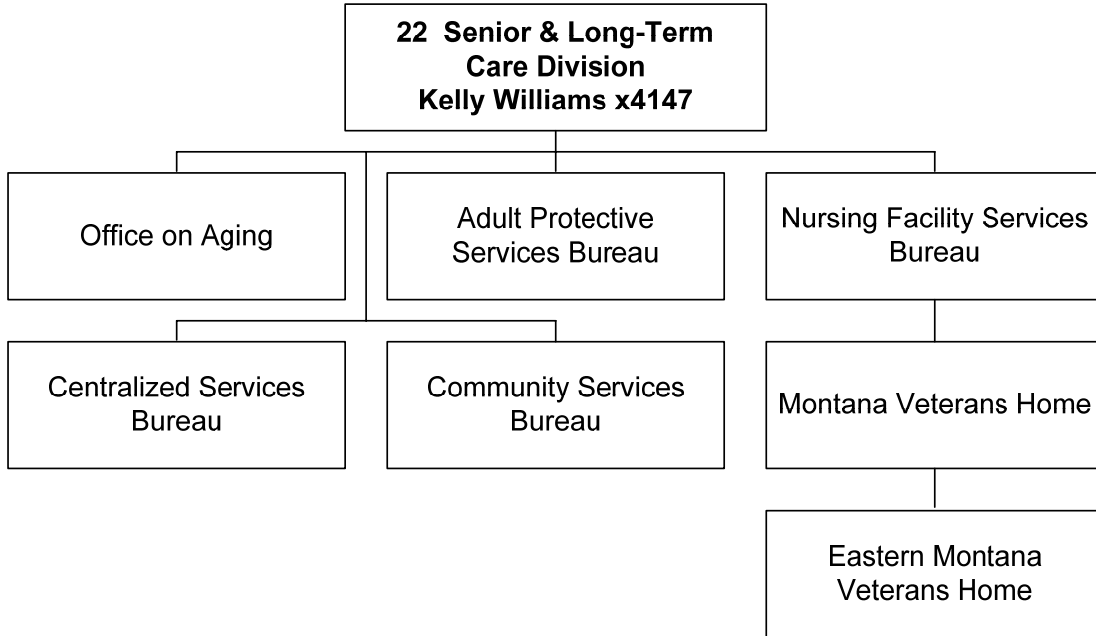 22 Senior & Long-Term
Care Division
Kelly Williams x4147
Office on Aging
Adult Protective
Services Bureau
Nursing Facility Services
Bureau
Centralized Services
Bureau
Community Services
Bureau
Montana Veterans Home
Eastern Montana
Veterans Home